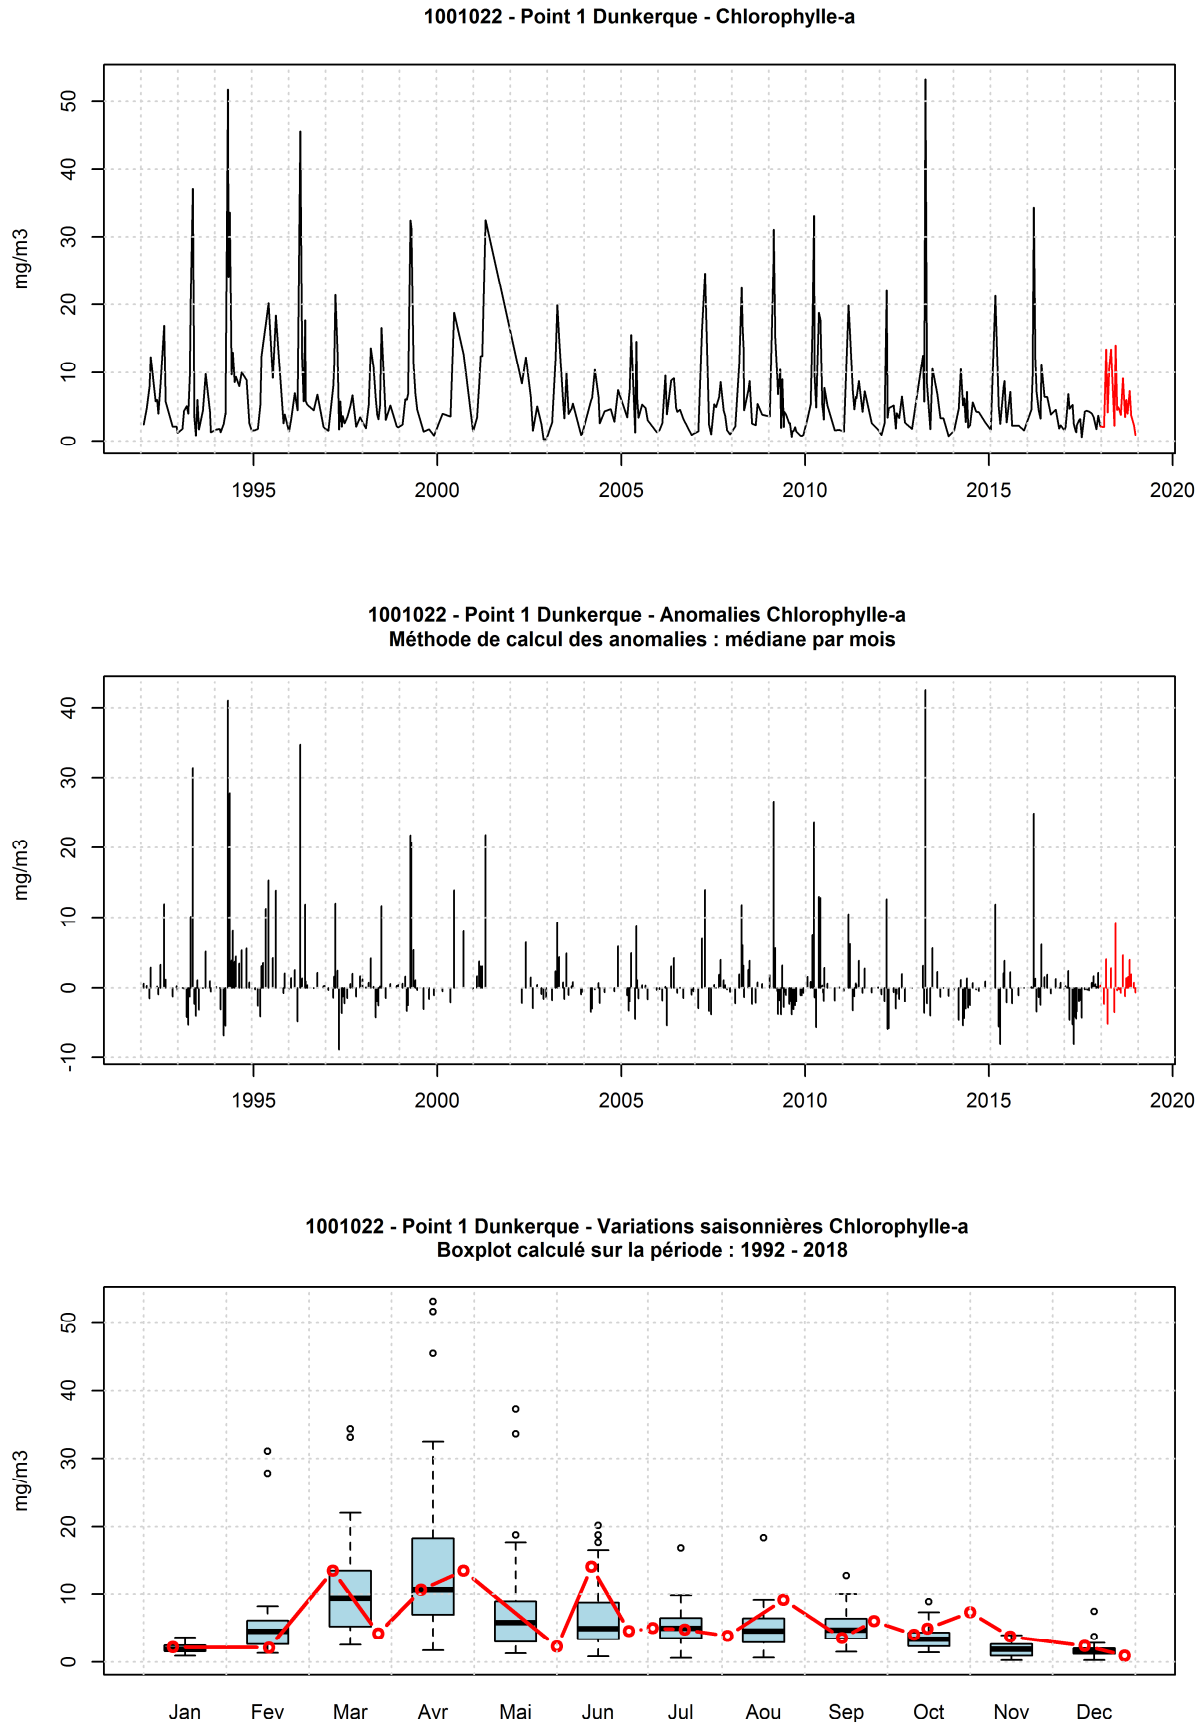 1001022 - Point 1 Dunkerque - Chlorophylle-a
50
40
30
20
10
0
mg/m3
1995 2000 2005 2010 2015 2020
1001022 - Point 1 Dunkerque - Anomalies Chlorophylle-a
Méthode de calcul des anomalies : médiane par mois
40
30
20
10
0
-10
mg/m3
1995 2000 2005 2010 2015 2020
1001022 - Point 1 Dunkerque - Variations saisonnières Chlorophylle-a
Boxplot calculé sur la période : 1992 - 2018
50
40
30
20
10
0
mg/m3
Jan Fev Mar Avr Mai Jun Jul Aou Sep Oct Nov Dec